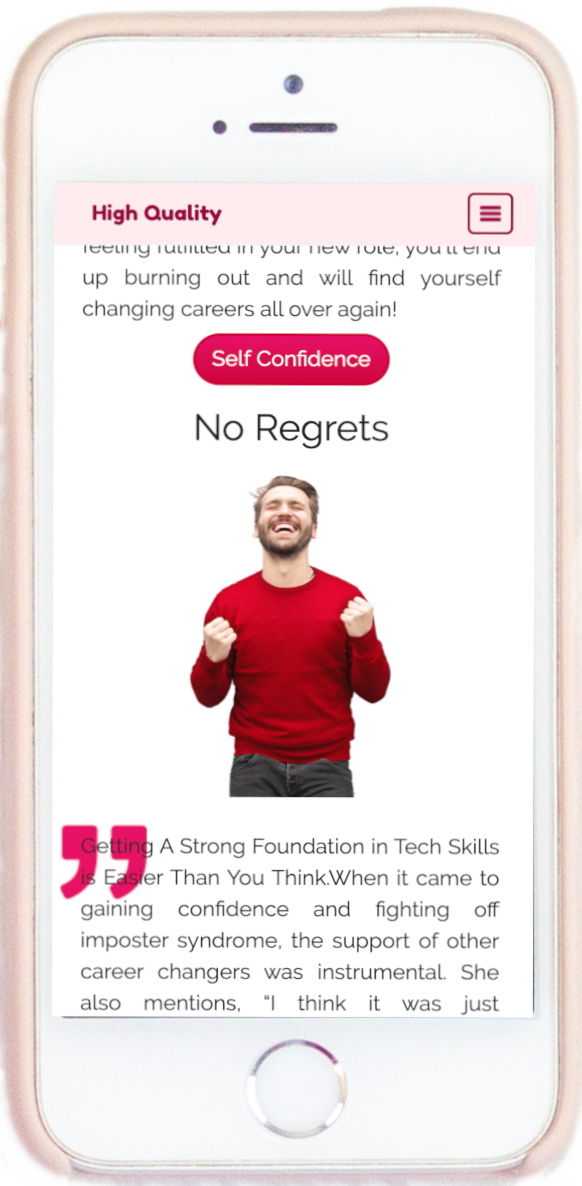 High Quality
feeling fulfilled in your new role, you'll end
up burning out and will find yourself
changing careers all over again!
Self Confidence
No Regrets
Getting A Strong Foundation in Tech Skills
is Easier Than You Think.When it came to
gaining confidence and fighting off
imposter syndrome, the support of other
career changers was instrumental. She
also mentions, “I think it was just